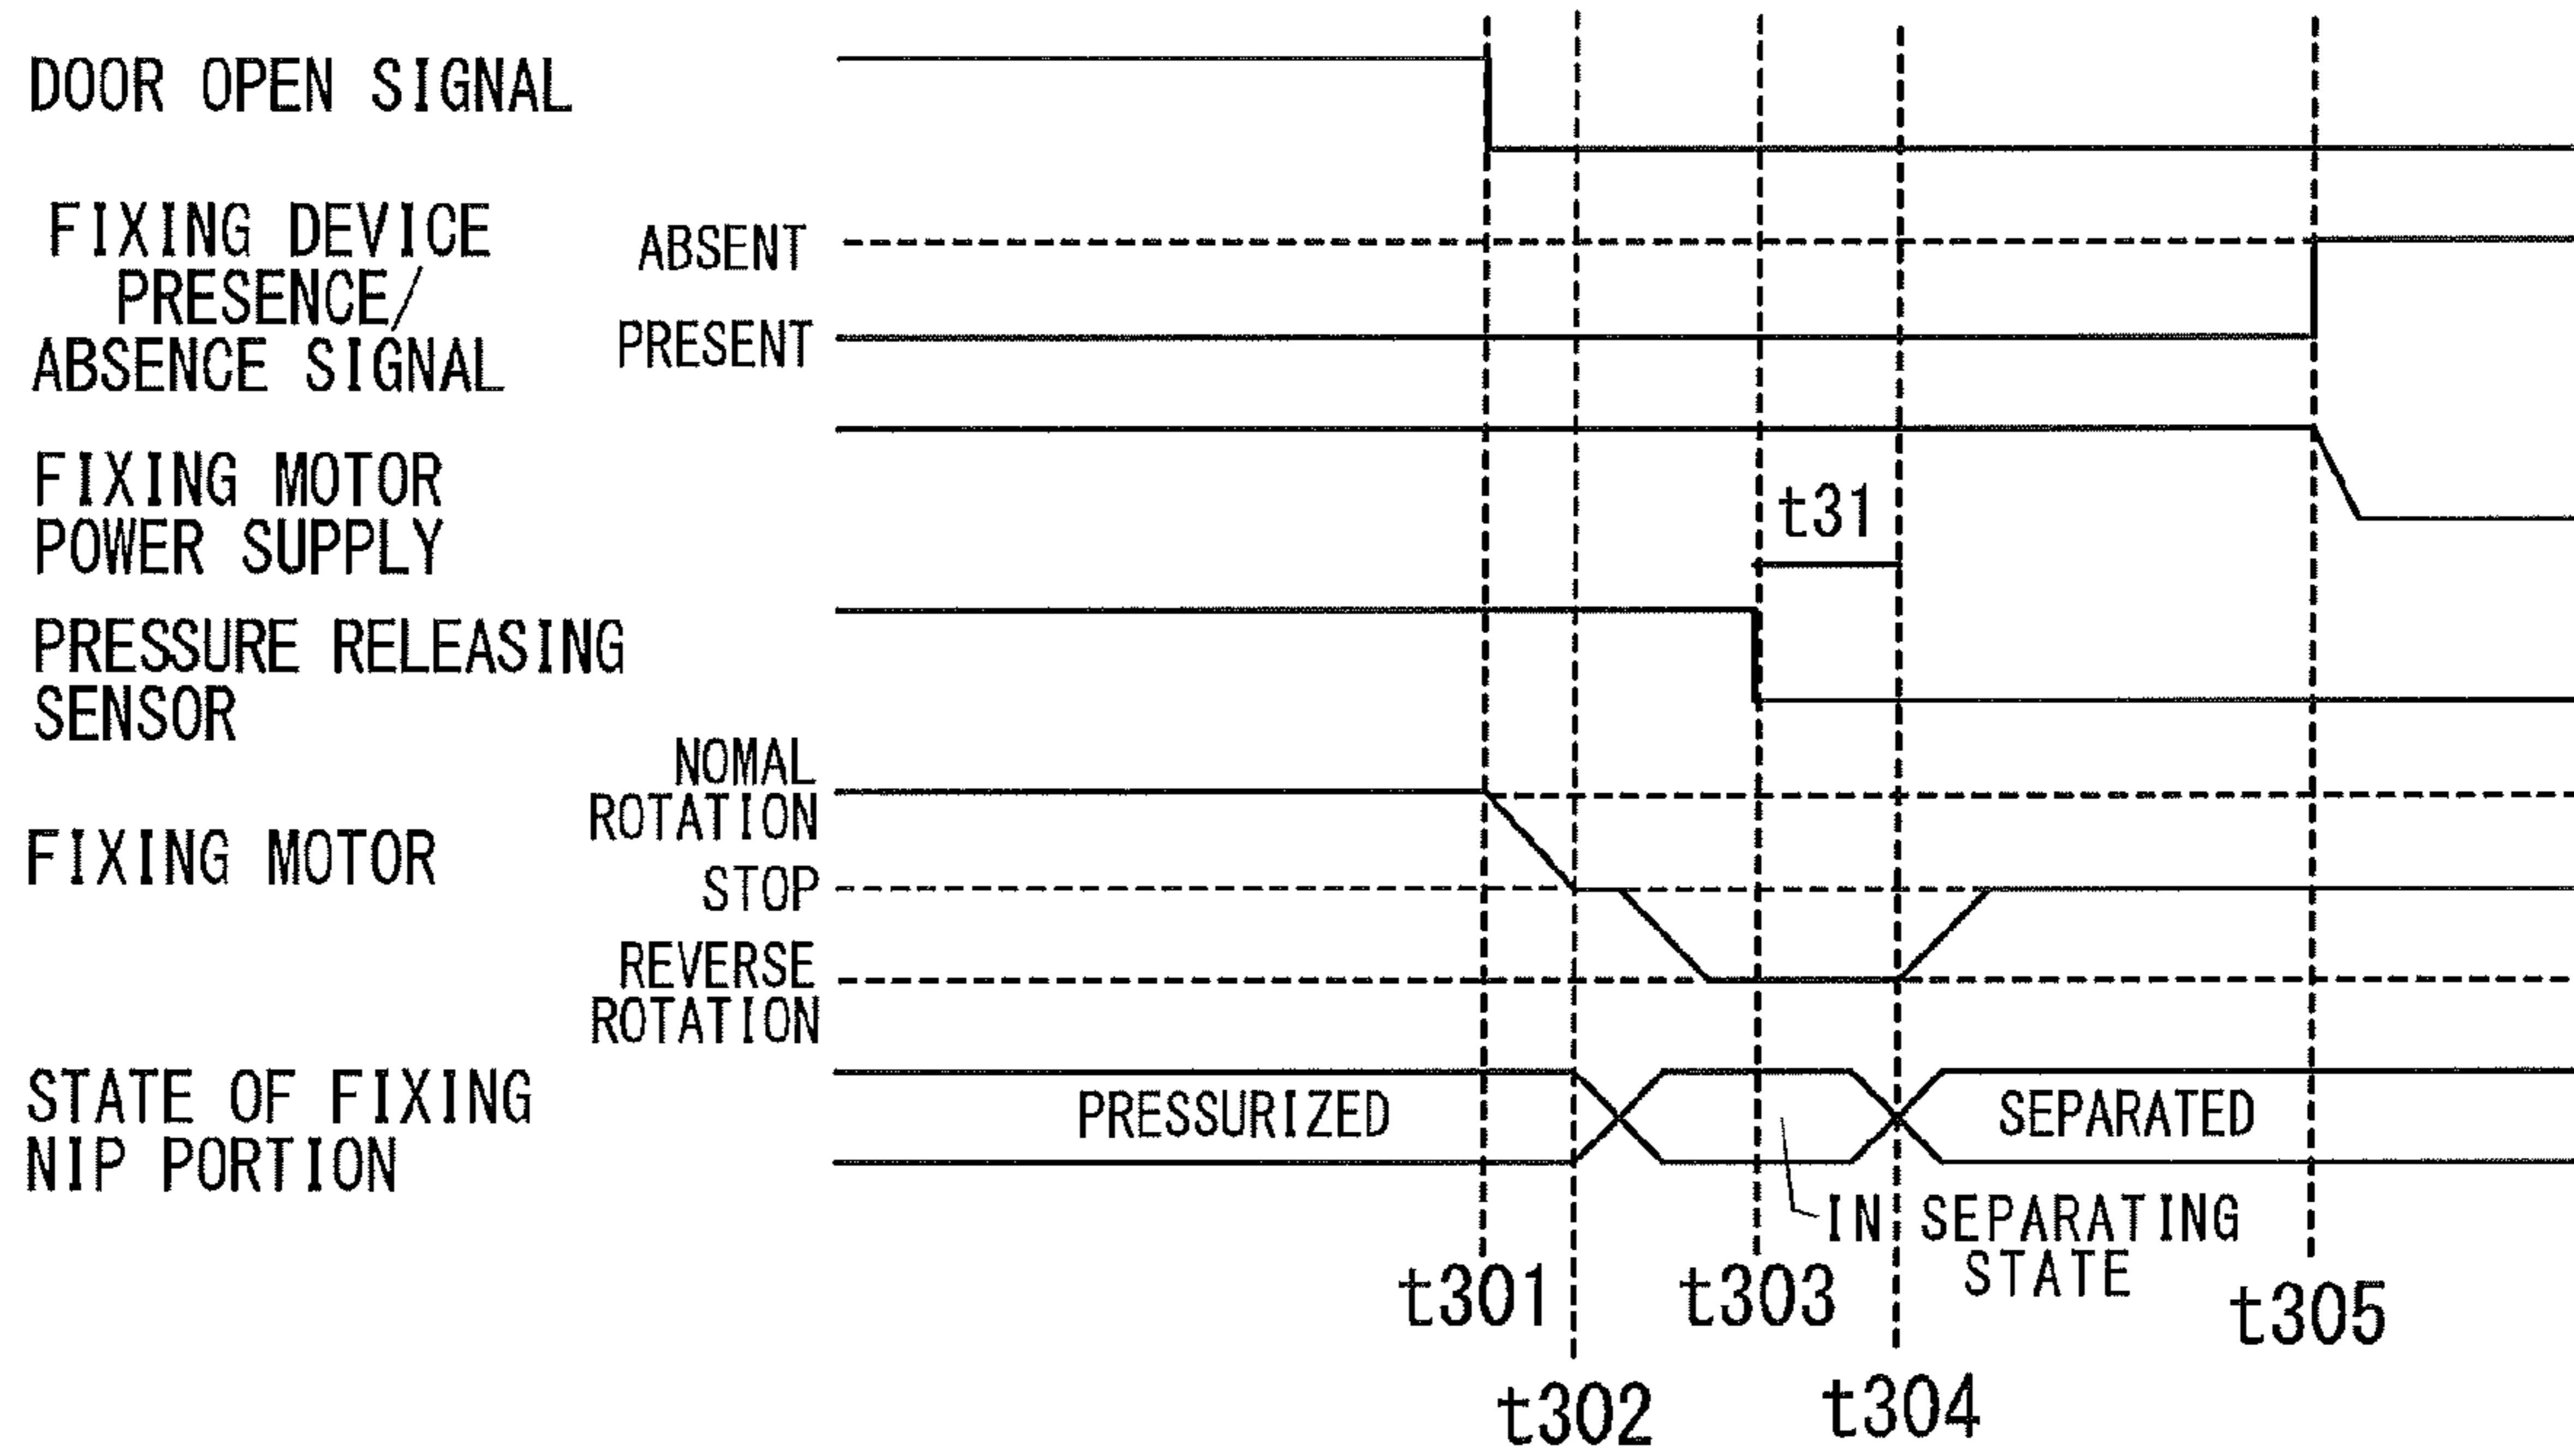 DOOR OPEN SIGNAL
FIXING DEVICE
PRESENCE/
ABSENCE SIGNAL
ABSENT
PRESENT
FIXING MOTOR
POWER SUPPLY
t31
PRESSURE RELEASING
SENSOR
FIXING MOTOR
NOMAL
ROTATION
STOP
REVERSE
ROTATION
STATE OF FIXING
NIP PORTION
PRESSURIZED
SEPARATED
IN SEPARATING
STATE
t301
t302
t303
t304
t305